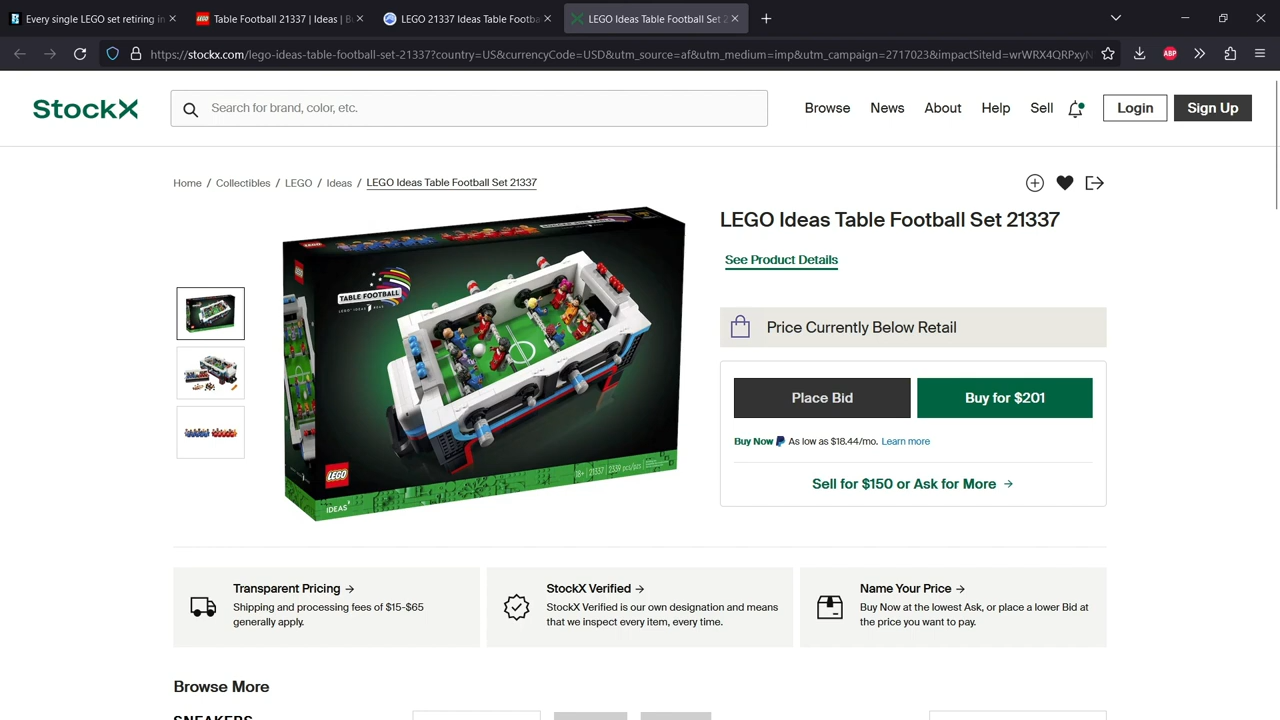 Every single LEGO set retiring in
Table Football 21337 | Ideas | Bu
LEGO 21337 Ideas Table Footba
LEGO Ideas Table Football Set 2
https://stockx.com/lego-ideas-table-football-set-21337?country=US&currencyCode=USD&utm_source=af&utm_medium=imp&utm_campaign=2717023&impactSiteId=wrWRX4QRPxyN
ABP
StockX
Search for brand, color, etc.
Browse
News
About
Help
Sell
Login
Sign Up
Home / Collectibles / LEGO / Ideas / LEGO Ideas Table Football Set 21337
LEGO Ideas Table Football Set 21337
See Product Details
TABLE FOOTBALL
LEGO
IDEAS
18+ 21337 2339 pcs/pzs
Price Currently Below Retail
Place Bid
Buy for $201
Buy Now As low as $18.44/mo. Learn more
Sell for $150 or Ask for More →
Transparent Pricing →
Shipping and processing fees of $15-$65
generally apply.
StockX Verified →
StockX Verified is our own designation and means
that we inspect every item, every time.
Name Your Price →
Buy Now at the lowest Ask, or place a lower Bid at
the price you want to pay.
Browse More
SNEAKERS